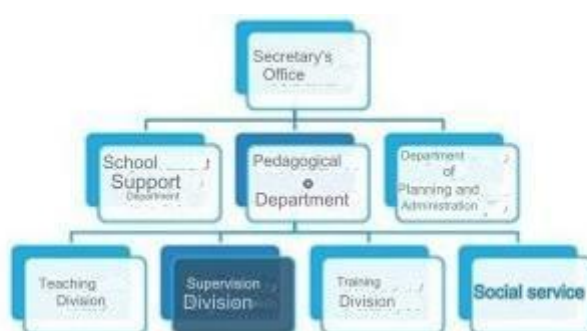 Secretary's
Office
School
Support
Department
Pedagogical
Department
Department
of
Planning and
Administration
Teaching
Division
Supervision
Division
Training
Division
Social service